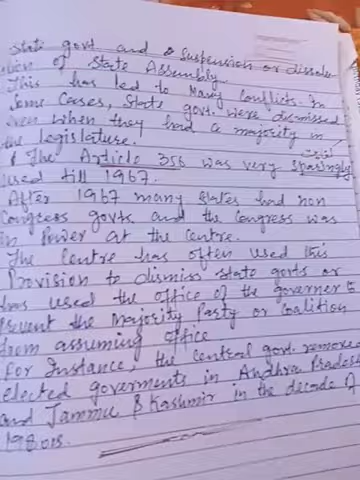 State govt and Suspension or dissolu-
tion of State Assembly
This has led to many conflicts in
Some Cases, State govt. were dismissed
even when they had a majority in
the legislature.
The Article 356 was very sparingly
used till 1967.
After 1967 many states had non
Congress govts and the Congress was
in Power at the centre.
The Centre has often used this
Provision to dismiss state govts or
has used the office of the governer to
prevent the Majority Party or Coalition
from assuming office
For Instance, the central govt. removed
elected goverments in Andhra Pradesh
and Jammu & Kashmir in the decade of
1980s.